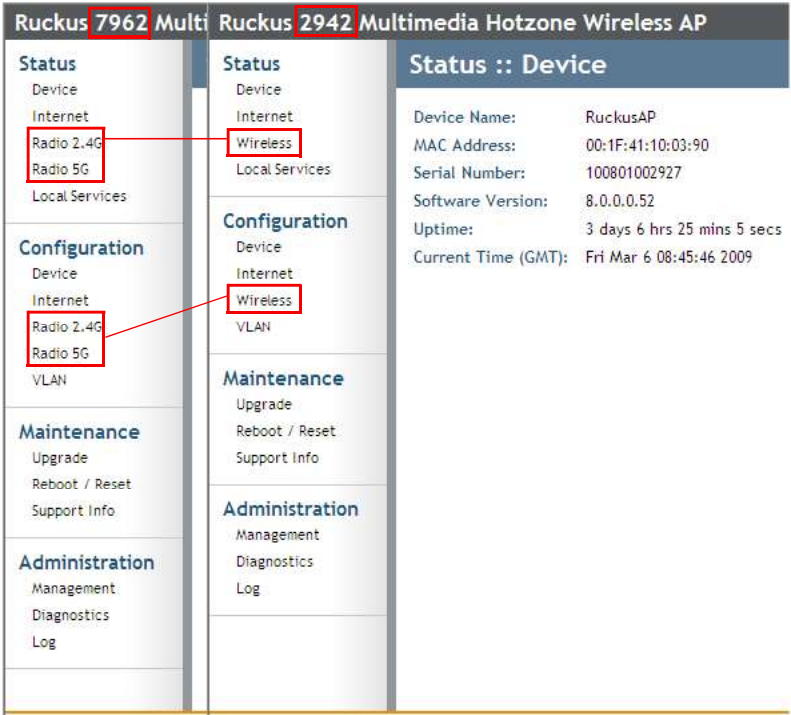 Ruckus 7962 Multi
Status
Device
Internet
Radio 2.4G
Radio 5G
Local Services
Configuration
Device
Internet
Radio 2.4G
Radio 5G
VLAN
Maintenance
Upgrade
Reboot / Reset
Support Info
Administration
Management
Diagnostics
Log
Ruckus 2942 Multimedia Hotzone Wireless AP
Status
Device
Internet
Wireless
Local Services
Configuration
Device
Internet
Wireless
VLAN
Maintenance
Upgrade
Reboot / Reset
Support Info
Administration
Management
Diagnostics
Log
Status :: Device
Device Name: RuckusAP
MAC Address: 00:1F:41:10:03:90
Serial Number: 100801002927
Software Version: 8.0.0.0.52
Uptime: 3 days 6 hrs 25 mins 5 secs
Current Time (GMT): Fri Mar 6 08:45:46 2009